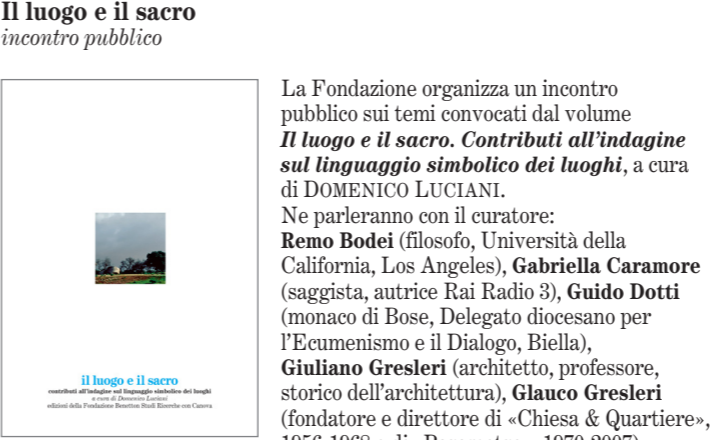 Il luogo e il sacro
incontro pubblico
La Fondazione organizza un incontro
pubblico sui temi convocati dal volume
Il luogo e il sacro. Contributi all'indagine
sul linguaggio simbolico dei luoghi, a cura
di DOMENICO LUCIANI.
Ne parleranno con il curatore:
Remo Bodei (filosofo, Università della
California, Los Angeles), Gabriella Caramore
(saggista, autrice Rai Radio 3), Guido Dotti
(monaco di Bose, Delegato diocesano per
l'Ecumenismo e il Dialogo, Biella),
Giuliano Gresleri (architetto, professore,
storico dell'architettura), Glauco Gresleri
(fondatore e direttore di «Chiesa & Quartiere»,
il luogo e il sacro
contributi all'indagine sul linguaggio simbolico dei luoghi
a cura di Domenico Luciani
edizioni della Fondazione Benetton Studi Ricerche con Canova